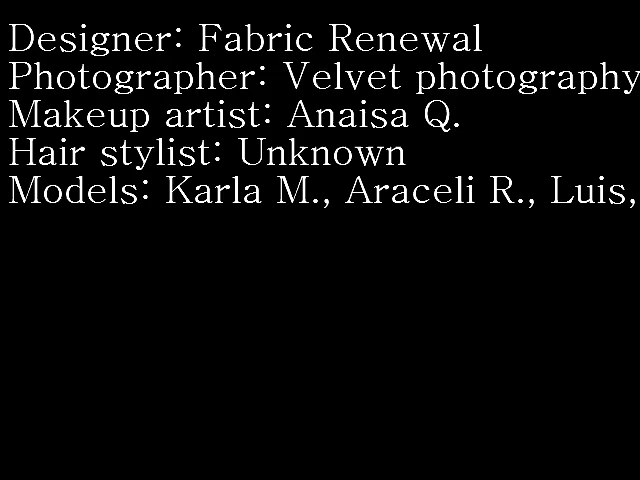 Designer: Fabric Renewal
Photographer: Velvet photography
Makeup artist: Anaisa Q.
Hair stylist: Unknown
Models: Karla M., Araceli R., Luis,